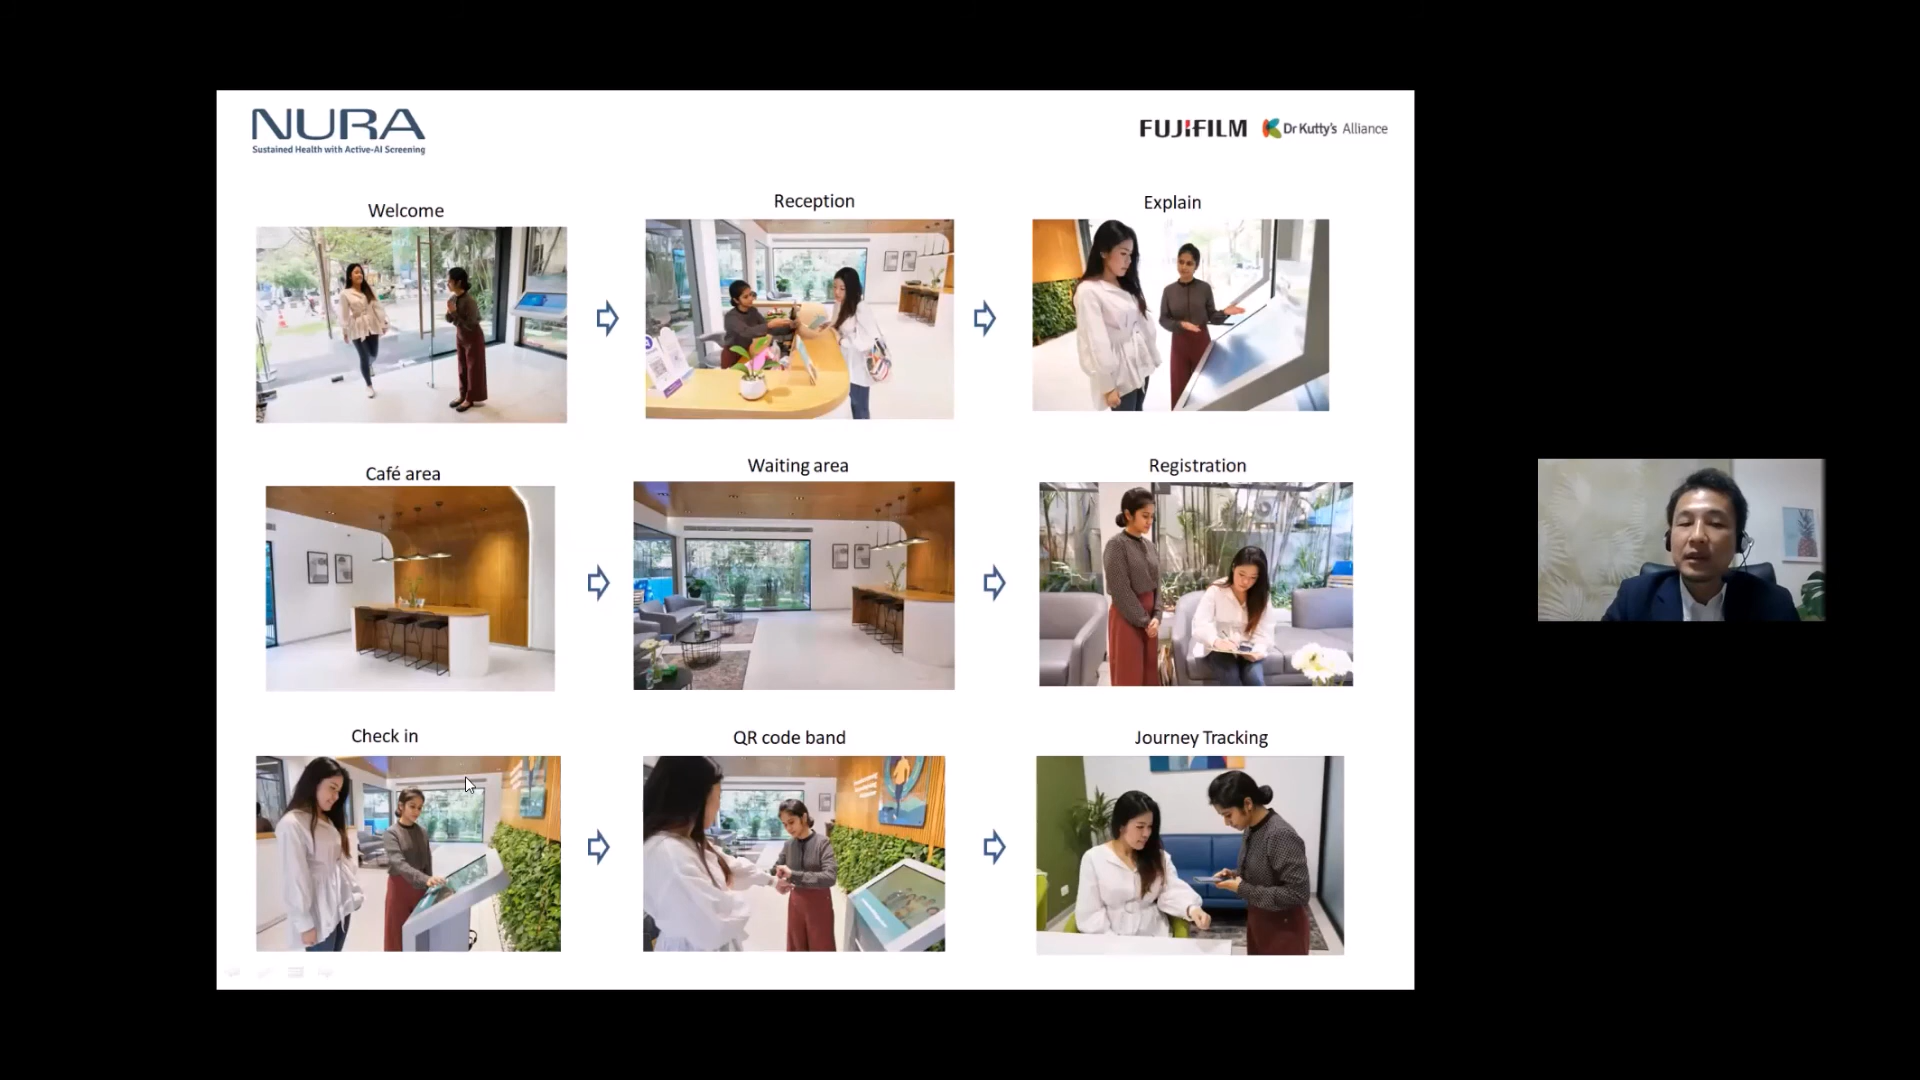 NURA
Sustained Health with Active-AI Screening
FUJIFILM
Dr Kutty's Alliance
Welcome
Reception
Explain
Café area
Waiting area
Registration
Check in
QR code band
Journey Tracking